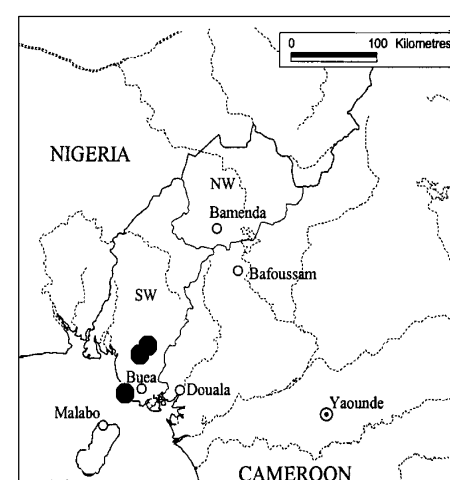 0 100 Kilometres
NIGERIA
NW
Bamenda
Bafoussam
SW
Buea
Douala
Malabo
Yaounde
CAMEROON